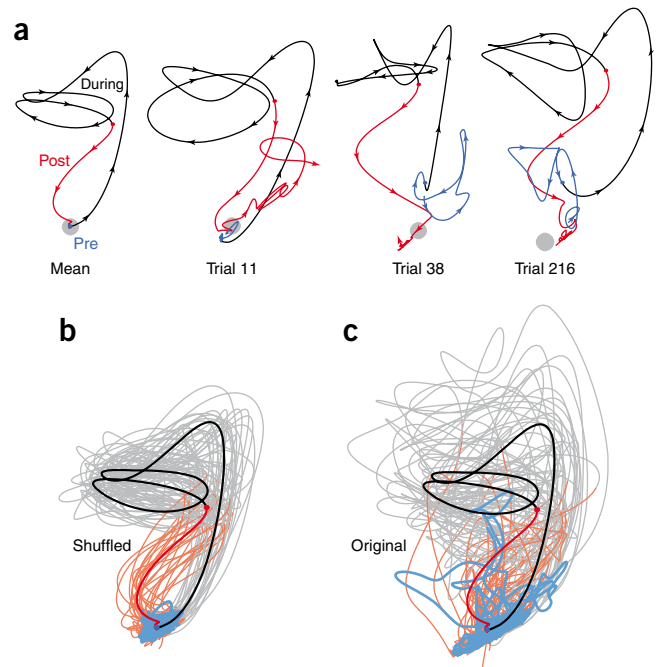 a
During
Post
Pre
Mean
Trial 11
Trial 38
Trial 216
b
c
Shuffled
Original